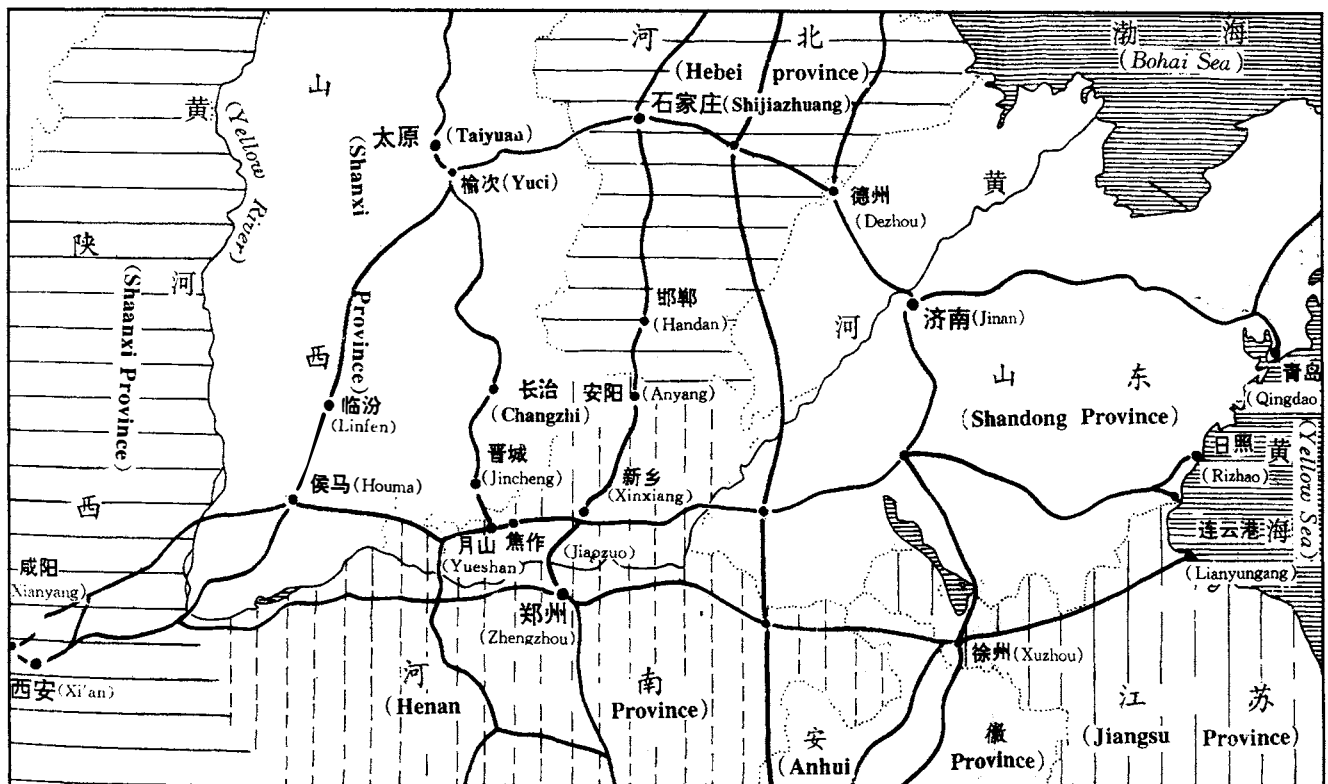 渤 海
(Bohai Sea)
河 北
(Hebei province)
山
黄
(Yellow River)
石家庄(Shijiazhuang)
太原 (Taiyuan)
(Shanxi
榆次(Yuci)
黄
德州
(Dezhou)
陕
(Shaanxi Province)
河
邯郸
(Handan)
Province)
河
济南(Jinan)
西
山 东
(Shandong Province)
青岛
(Qingdao
长治
(Changzhi)
安阳 (Anyang)
临汾
(Linfen)
晋城
(Jincheng)
新乡
(Xinxiang)
日照
(Rizhao)
黄
(Yellow Sea)
侯马(Houma)
西
月山 焦作
(Jiaozuo)
(Yueshan)
连云港
海
(Lianyungang)
咸阳
Xianyang)
郑州
(Zhengzhou)
徐州(Xuzhou)
西安(Xi'an)
河 南
(Henan Province)
江 苏
(Jiangsu Province)
安 徽
(Anhui Province)